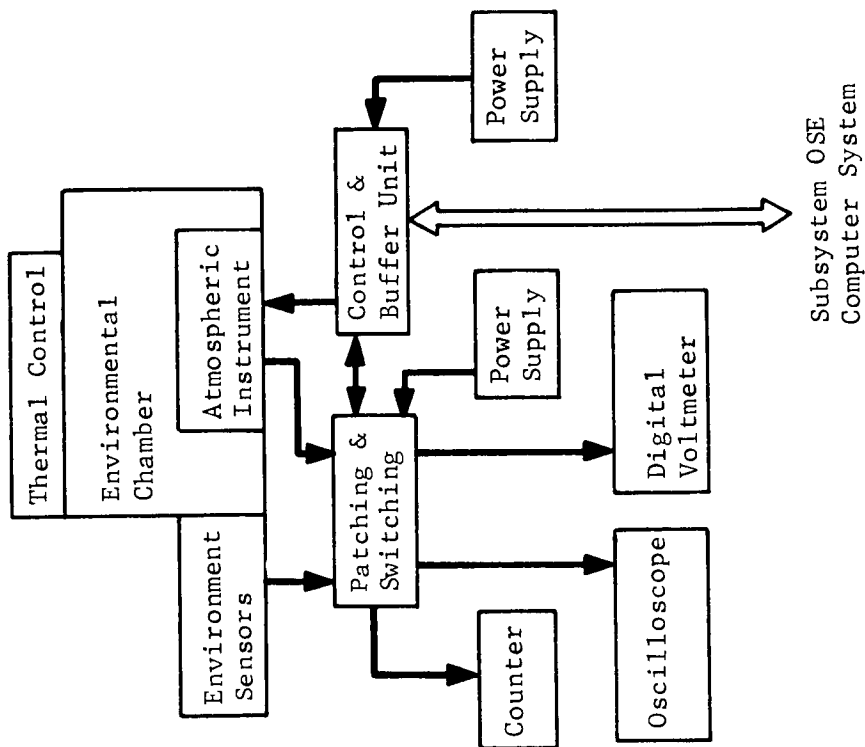 Thermal Control
Environmental
Chamber
Environment
Sensors
Atmospheric
Instrument
Patching &
Switching
Control &
Buffer Unit
Counter
Power
Supply
Power
Supply
Oscilloscope
Digital
Voltmeter
Subsystem OSE
Computer System